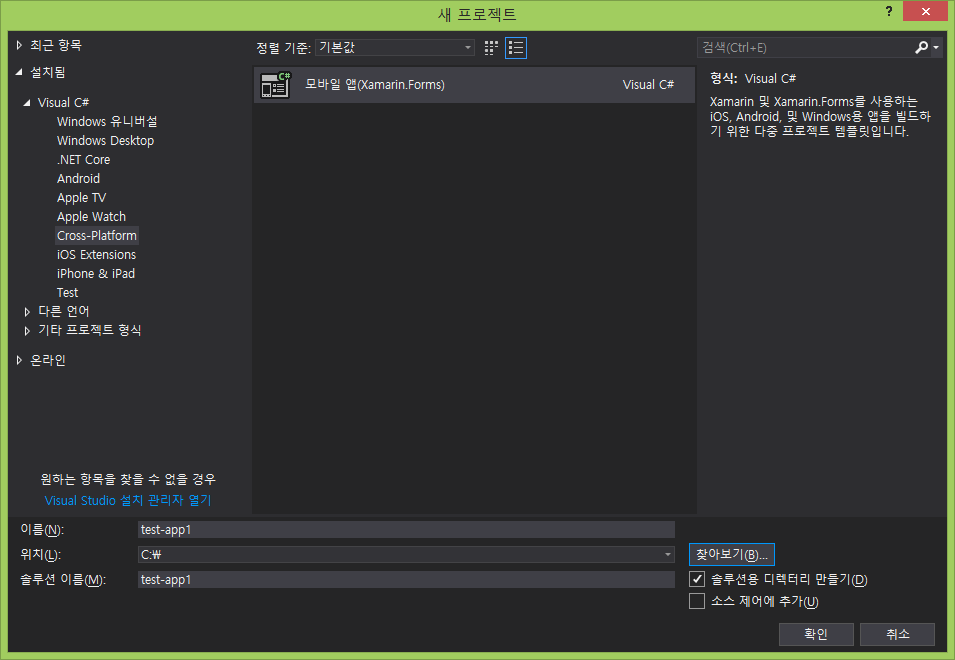 새 프로젝트
?
최근 항목
설치됨
Visual C#
Windows 유니버설
Windows Desktop
.NET Core
Android
Apple TV
Apple Watch
Cross-Platform
iOS Extensions
iPhone & iPad
Test
다른 언어
기타 프로젝트 형식
온라인
원하는 항목을 찾을 수 없을 경우
Visual Studio 설치 관리자 열기
정렬 기준: 기본값
C#
모바일 앱(Xamarin.Forms) Visual C#
검색(Ctrl+E)
형식: Visual C#
Xamarin 및 Xamarin.Forms를 사용하는
iOS, Android, 및 Windows용 앱을 빌드하
기 위한 다중 프로젝트 템플릿입니다.
이름(N): test-app1
위치(L): C:₩
찾아보기(B)...
솔루션 이름(M): test-app1
솔루션용 디렉터리 만들기(D)
소스 제어에 추가(U)
확인
취소